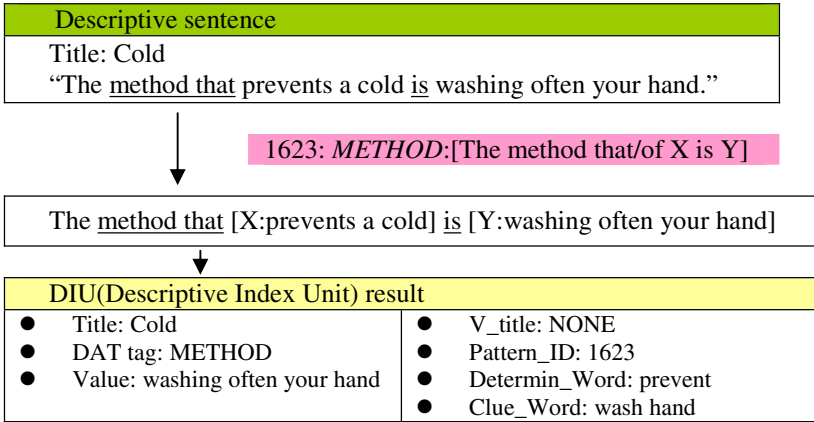 Descriptive sentence
Title: Cold
“The method that prevents a cold is washing often your hand.”
1623: METHOD:[The method that/of X is Y]
The method that [X:prevents a cold] is [Y:washing often your hand]
DIU(Descriptive Index Unit) result
● Title: Cold
● DAT tag: METHOD
● Value: washing often your hand
● V_title: NONE
● Pattern_ID: 1623
● Determin_Word: prevent
● Clue_Word: wash hand